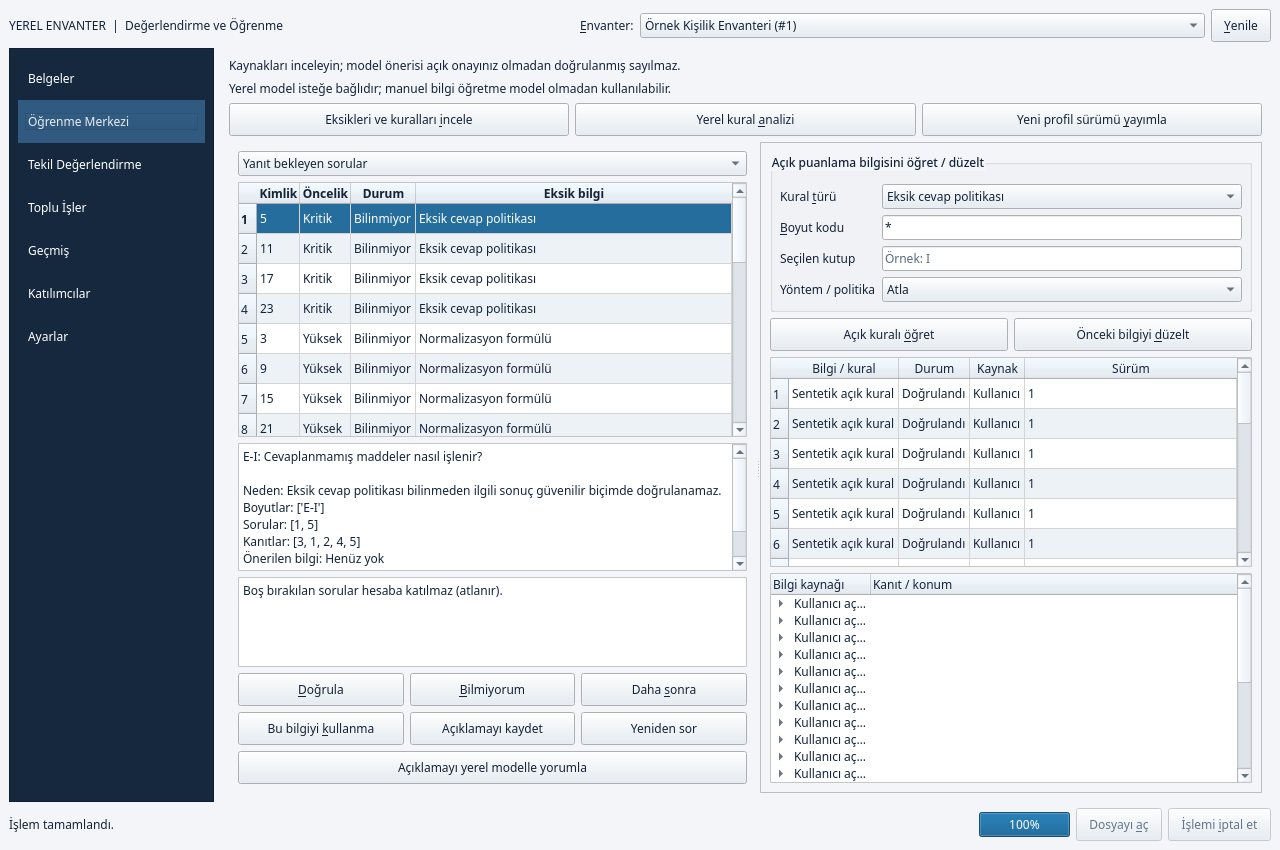 YEREL ENVANTER | Değerlendirme ve Öğrenme
Envanter: Örnek Kişilik Envanteri (#1) Yenile
Belgeler
Öğrenme Merkezi
Tekil Değerlendirme
Toplu İşler
Geçmiş
Katılımcılar
Ayarlar
Kaynakları inceleyin; model önerisi açık onayınız olmadan doğrulanmış sayılmaz.
Yerel model isteğe bağlıdır; manuel bilgi öğretme model olmadan kullanılabilir.
Eksikleri ve kuralları incele Yerel kural analizi Yeni profil sürümü yayımla
Yanıt bekleyen sorular
Kimlik Öncelik Durum Eksik bilgi
1 5 Kritik Bilinmiyor Eksik cevap politikası
2 11 Kritik Bilinmiyor Eksik cevap politikası
3 17 Kritik Bilinmiyor Eksik cevap politikası
4 23 Kritik Bilinmiyor Eksik cevap politikası
5 3 Yüksek Bilinmiyor Normalizasyon formülü
6 9 Yüksek Bilinmiyor Normalizasyon formülü
7 15 Yüksek Bilinmiyor Normalizasyon formülü
8 21 Yüksek Bilinmiyor Normalizasyon formülü
E-I: Cevaplanmamış maddeler nasıl işlenir?
Neden: Eksik cevap politikası bilinmeden ilgili sonuç güvenilir biçimde doğrulanamaz.
Boyutlar: ['E-I']
Sorular: [1, 5]
Kanıtlar: [3, 1, 2, 4, 5]
Önerilen bilgi: Henüz yok
Boş bırakılan sorular hesaba katılmaz (atlanır).
Doğrula Bilmiyorum Daha sonra
Bu bilgiyi kullanma Açıklamayı kaydet Yeniden sor
Açıklamayı yerel modelle yorumla
Açık puanlama bilgisini öğret / düzelt
Kural türü Eksik cevap politikası
Boyut kodu *
Seçilen kutup Örnek: I
Yöntem / politika Atla
Açık kuralı öğret Önceki bilgiyi düzelt
Bilgi / kural Durum Kaynak Sürüm
1 Sentetik açık kural Doğrulandı Kullanıcı 1
2 Sentetik açık kural Doğrulandı Kullanıcı 1
3 Sentetik açık kural Doğrulandı Kullanıcı 1
4 Sentetik açık kural Doğrulandı Kullanıcı 1
5 Sentetik açık kural Doğrulandı Kullanıcı 1
6 Sentetik açık kural Doğrulandı Kullanıcı 1
Bilgi kaynağı Kanıt / konum
Kullanıcı aç...
Kullanıcı aç...
Kullanıcı aç...
Kullanıcı aç...
Kullanıcı aç...
Kullanıcı aç...
Kullanıcı aç...
Kullanıcı aç...
Kullanıcı aç...
Kullanıcı aç...
Kullanıcı aç...
İşlem tamamlandı. 100% Dosyayı aç İşlemi iptal et